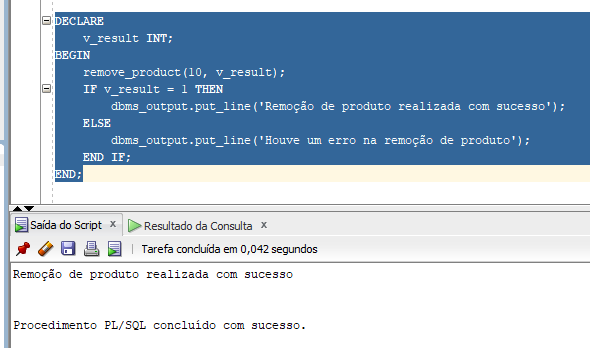 DECLARE
v_result INT;
BEGIN
remove_product(10, v_result);
IF v_result = 1 THEN
dbms_output.put_line('Remoção de produto realizada com sucesso');
ELSE
dbms_output.put_line('Houve um erro na remoção de produto');
END IF;
END;
Saída do Script x Resultado da Consulta x
Tarefa concluída em 0,042 segundos
Remoção de produto realizada com sucesso
Procedimento PL/SQL concluído com sucesso.